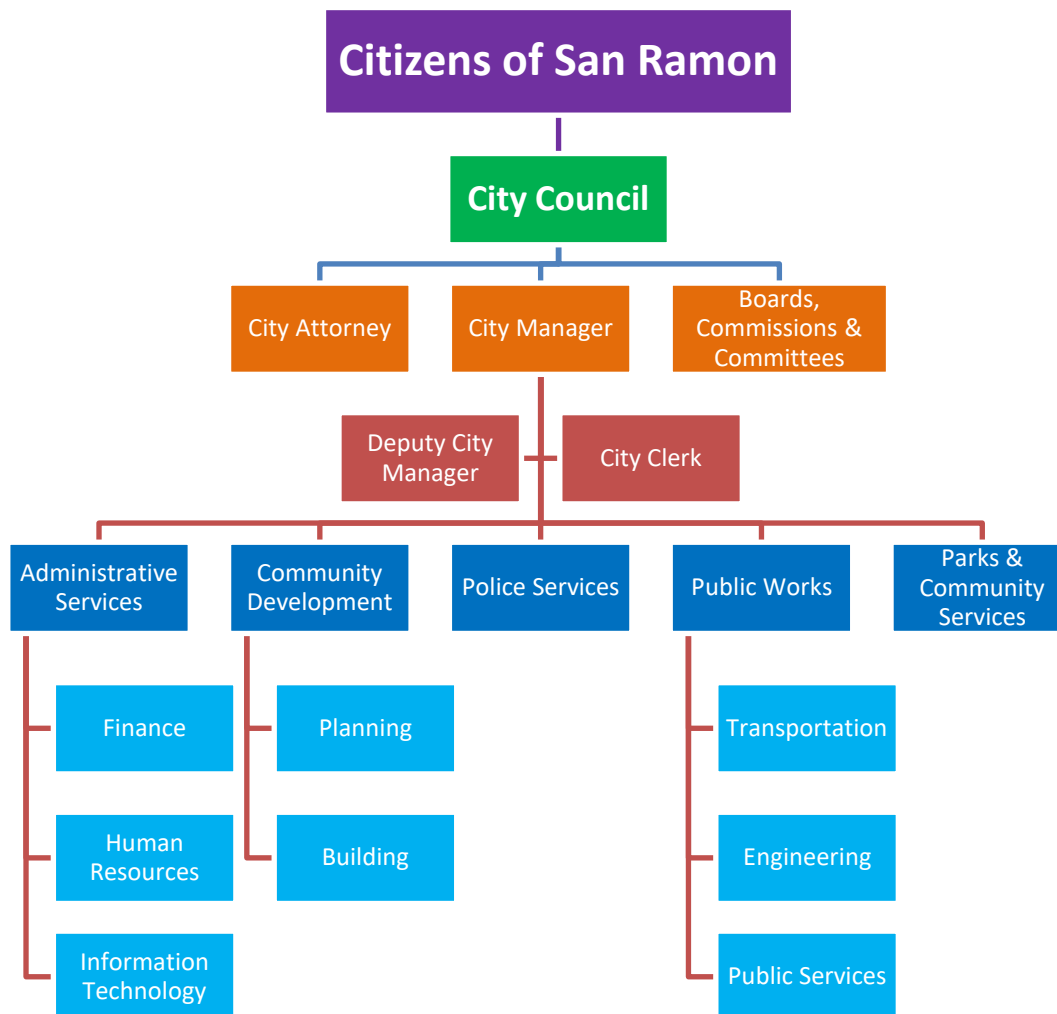 Citizens of San Ramon
City Council
City Attorney
City Manager
Boards,
Commissions &
Committees
Deputy City
Manager
City Clerk
Administrative
Services
Community
Development
Police Services
Public Works
Parks &
Community
Services
Finance
Planning
Transportation
Human
Resources
Building
Engineering
Information
Technology
Public Services